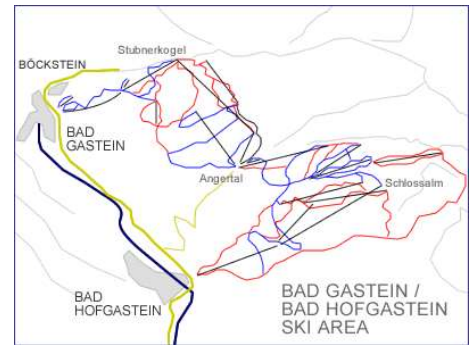 Stubnerkogel
BÖCKSTEIN
BAD
GASTEIN
Angertal
Schlossalm
BAD
HOFGASTEIN
BAD GASTEIN /
BAD HOFGASTEIN
SKI AREA